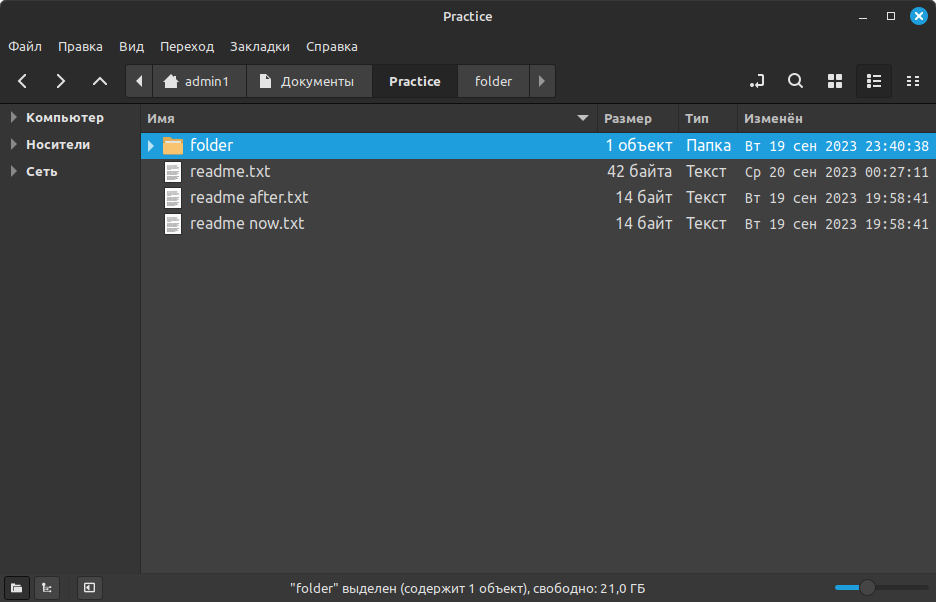 Practice
Файл Правка Вид Переход Закладки Справка
admin1 Документы Practice folder
Компьютер
Носители
Сеть
Имя Размер Тип Изменён
folder 1 объект Папка Вт 19 сен 2023 23:40:38
readme.txt 42 байта Текст Ср 20 сен 2023 00:27:11
readme after.txt 14 байт Текст Вт 19 сен 2023 19:58:41
readme now.txt 14 байт Текст Вт 19 сен 2023 19:58:41
"folder" выделен (содержит 1 объект), свободно: 21,0 ГБ